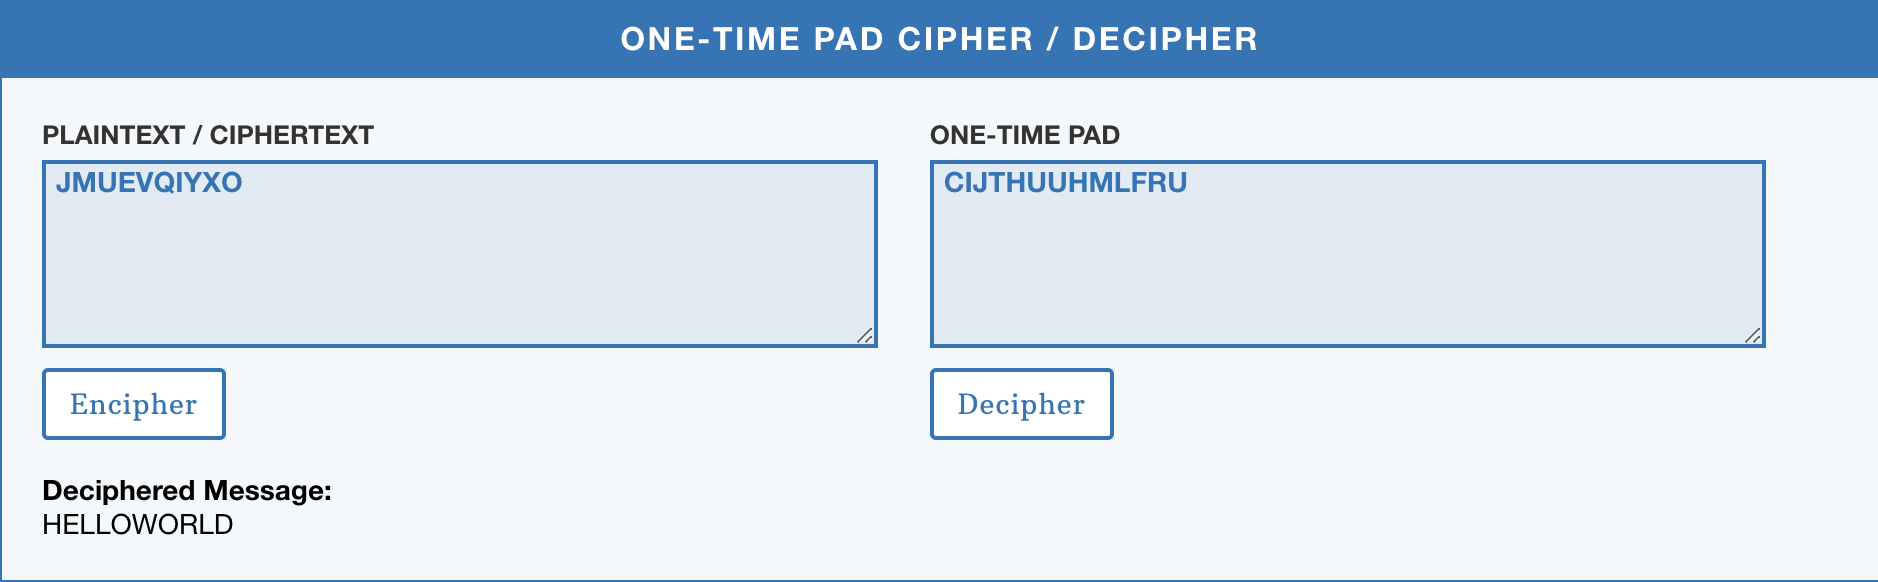 ONE-TIME PAD CIPHER / DECIPHER
PLAINTEXT / CIPHERTEXT
JMUEVQIYXO
ONE-TIME PAD
CIJTHUUHMLFRU
Encipher
Decipher
Deciphered Message:
HELLOWORLD